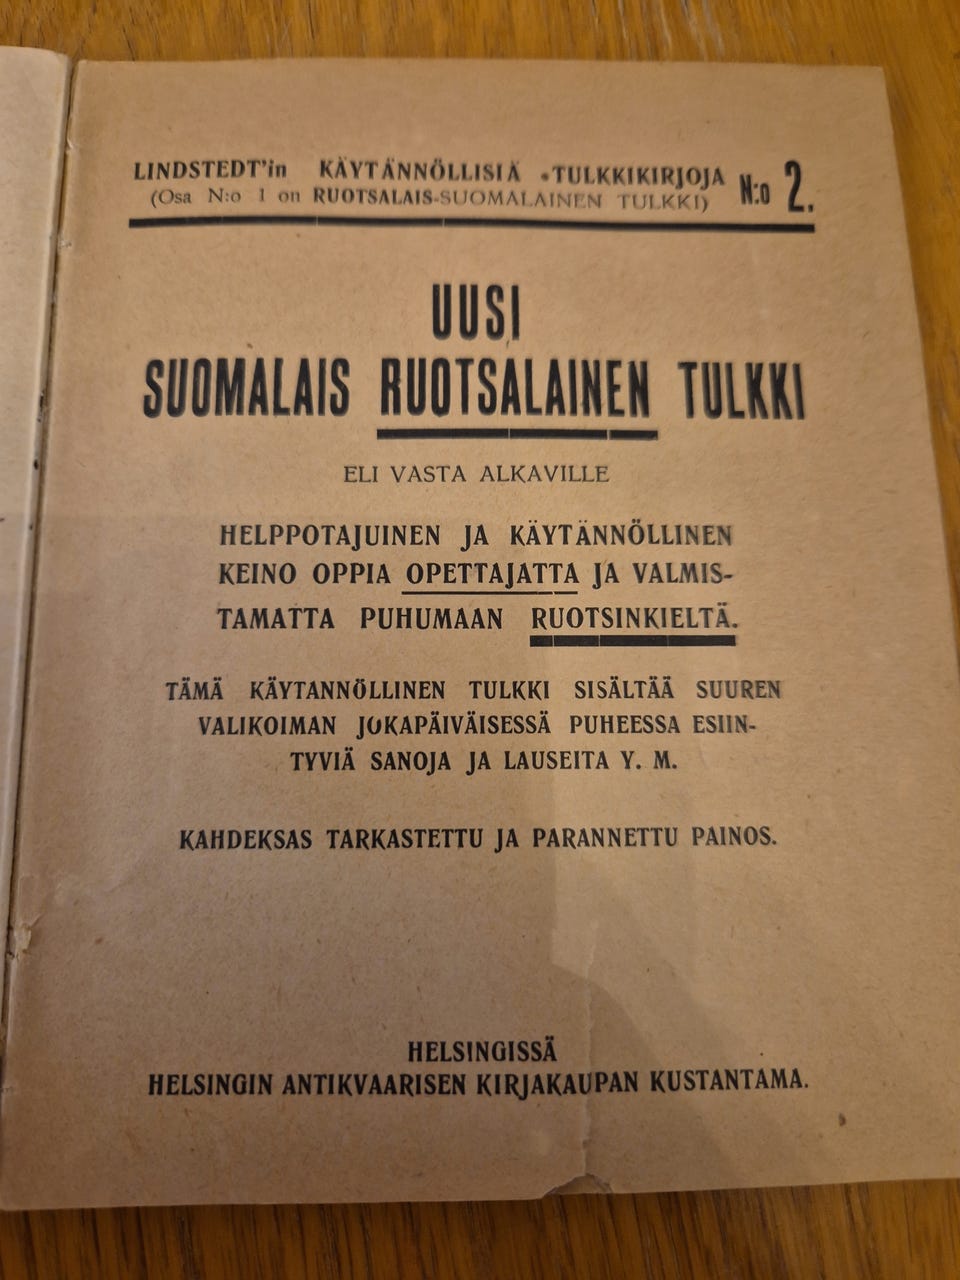 LINDSTEDT'in KÄYTÄNNÖLLISIÄ TULKKIKIRJOJA N:o 2.
(Osa N:o 1 on RUOTSALAIS-SUOMALAINEN TULKKI)
UUSI
SUOMALAIS RUOTSALAINEN TULKKI
ELI VASTA ALKAVILLE
HELPPOTAJUINEN JA KÄYTÄNNÖLLINEN
KEINO OPPIA OPETTAJATTA JA VALMIS-
TAMATTA PUHUMAAN RUOTSINKIELTÄ.
TÄMÄ KÄYTANNÖLLINEN TULKKI SISÄLTÄÄ SUUREN
VALIKOIMAN JOKAPÄIVÄISESSÄ PUHEESSA ESIIN-
TYVIÄ SANOJA JA LAUSEITA Y. M.
KAHDEKSAS TARKASTETTU JA PARANNETTU PAINOS.
HELSINGISSÄ
HELSINGIN ANTIKVAARISEN KIRJAKAUPAN KUSTANTAMA.